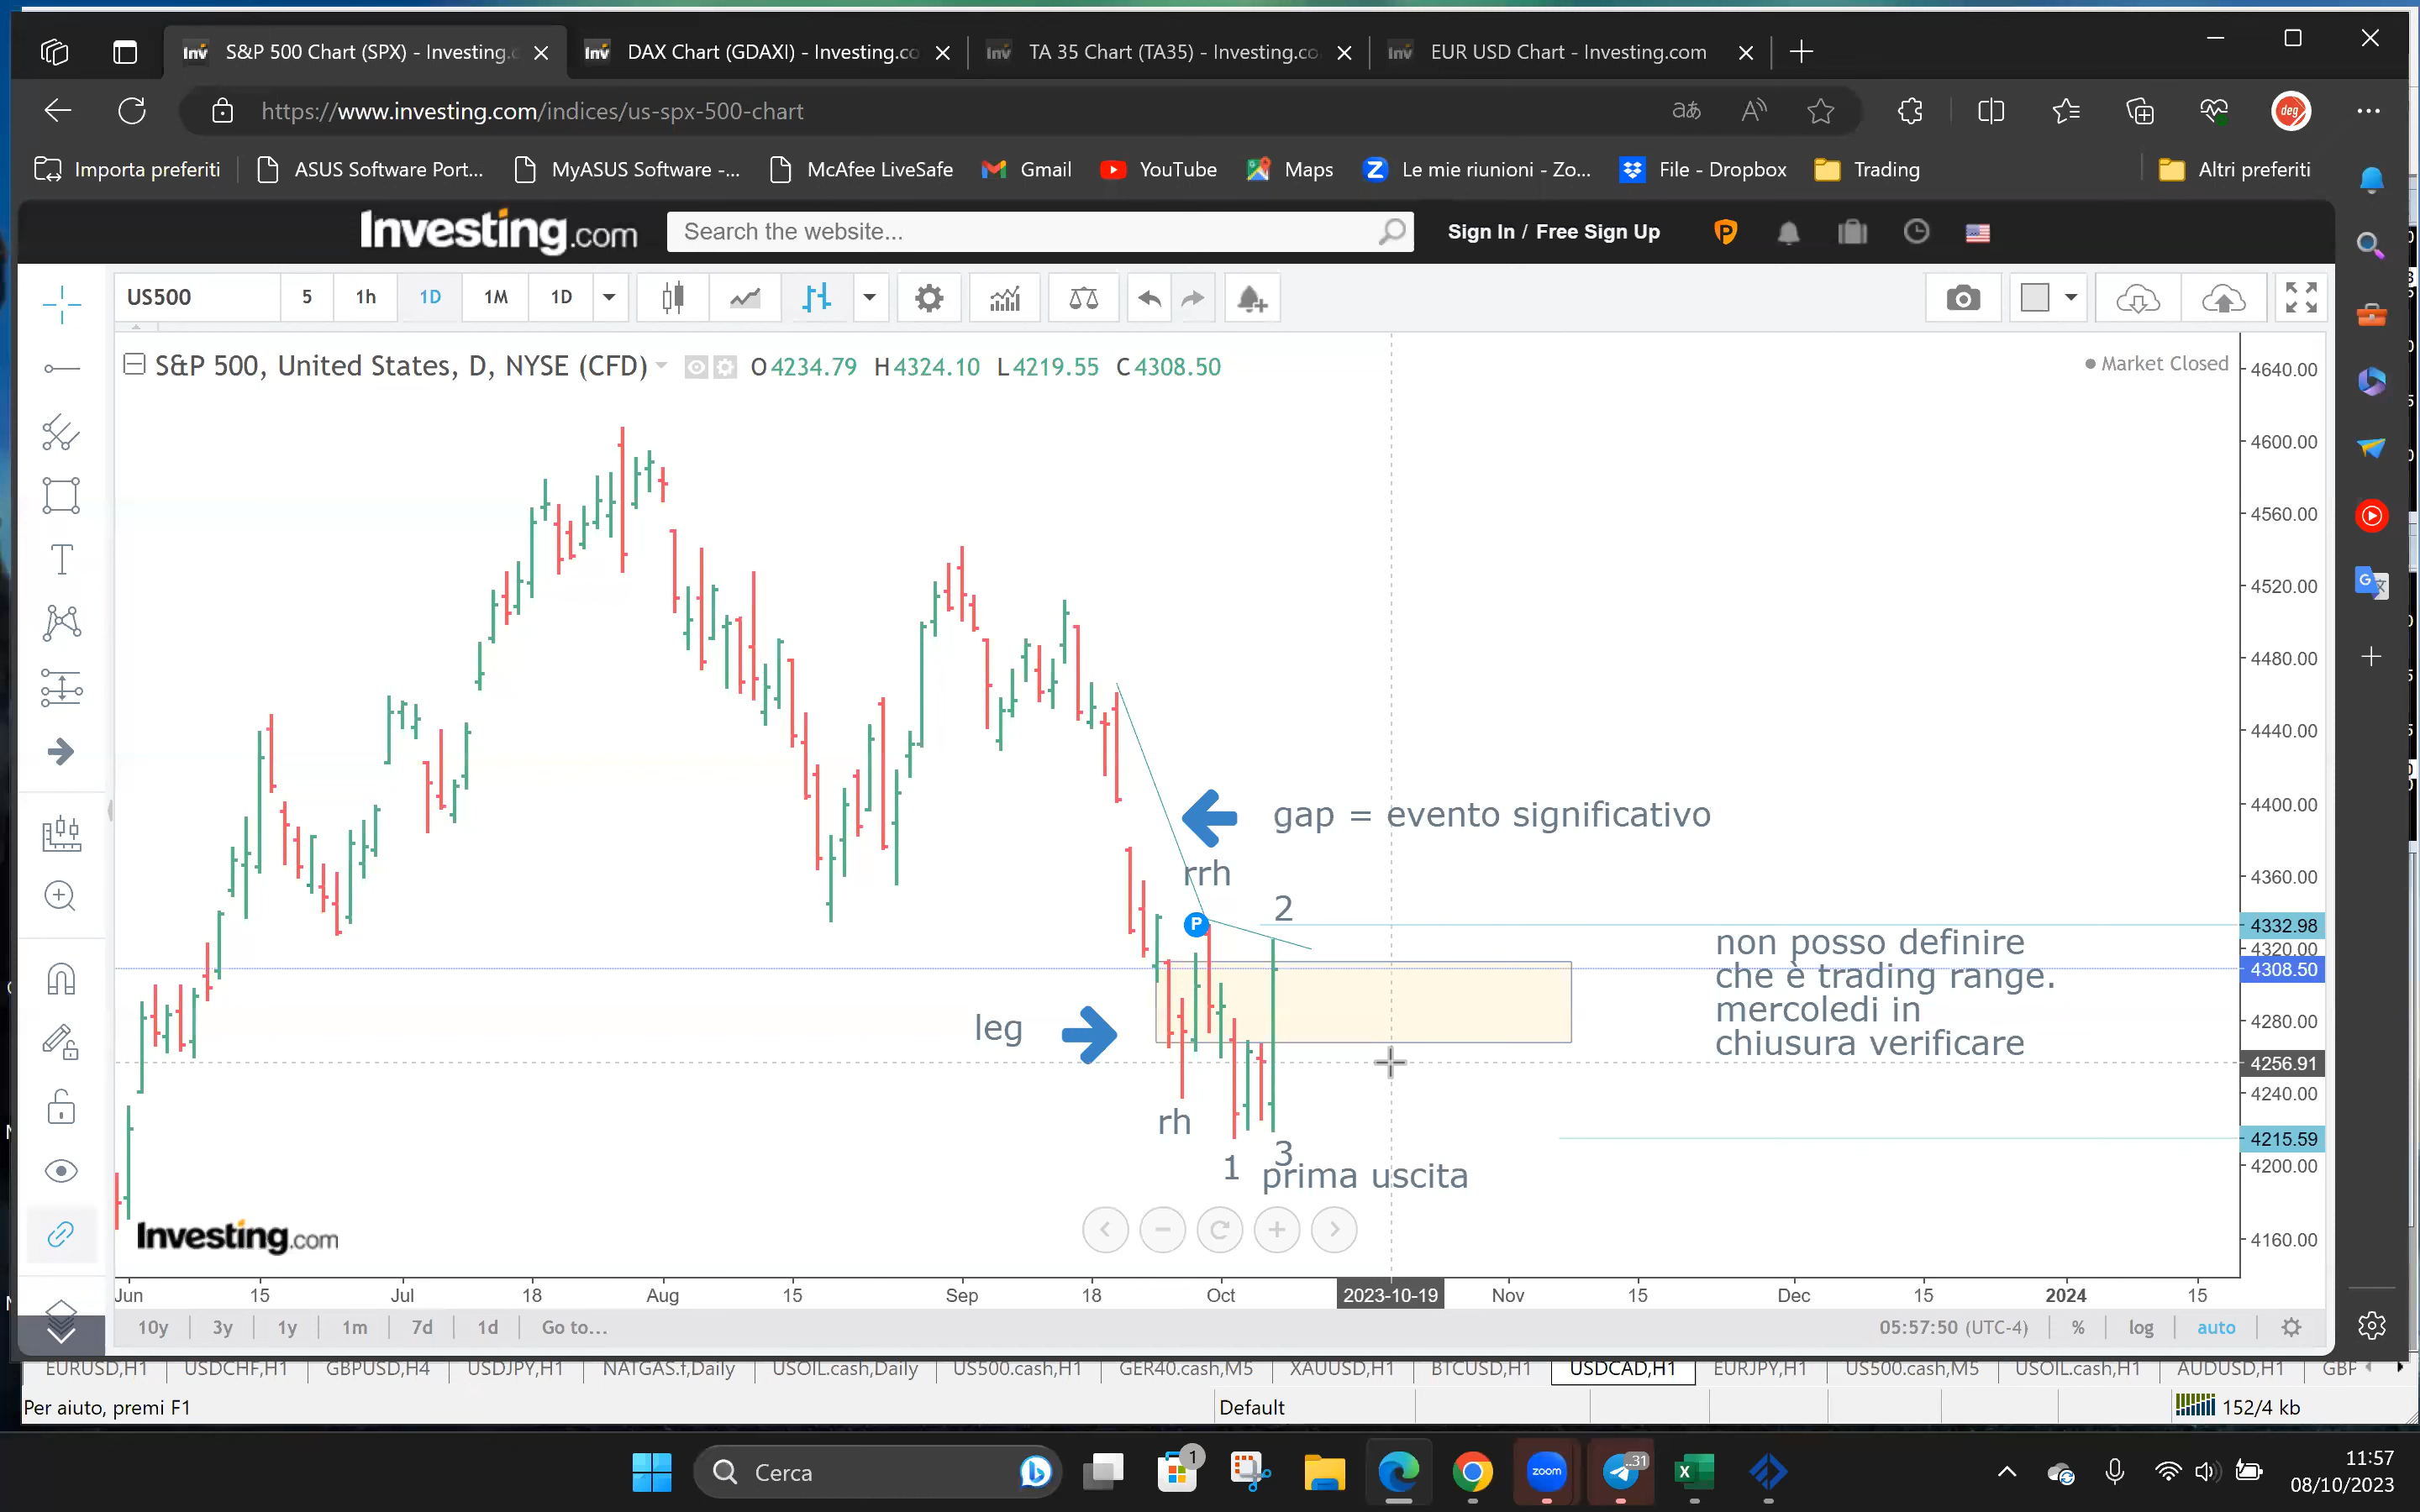 S&P 500 Chart (SPX) - Investing.c
DAX Chart (GDAXI) - Investing.co
TA 35 Chart (TA35) - Investing.co
EUR USD Chart - Investing.com
https://www.investing.com/indices/us-spx-500-chart
deg
Importa preferiti
ASUS Software Port...
MyASUS Software -...
McAfee LiveSafe
Gmail
YouTube
Maps
Le mie riunioni - Zo...
File - Dropbox
Trading
Altri preferiti
Investing.com
Search the website...
Sign In / Free Sign Up
US500
5
1h
1D
1M
1D
S&P 500, United States, D, NYSE (CFD)
O 4234.79 H 4324.10 L 4219.55 C 4308.50
Market Closed
4640.00
4600.00
4560.00
4520.00
4480.00
4440.00
4400.00
4360.00
4332.98
4320.00
4308.50
4280.00
4256.91
4240.00
4215.59
4200.00
4160.00
gap = evento significativo
rrh
2
P
non posso definire
che è trading range.
mercoledi in
chiusura verificare
leg
rh
1
3
prima uscita
Investing.com
Jun
15
Jul
18
Aug
15
Sep
18
Oct
2023-10-19
Nov
15
Dec
15
2024
15
10y
3y
1y
1m
7d
1d
Go to...
05:57:50 (UTC-4)
%
log
auto
EURUSD,H1
USDCHF,H1
GBPUSD,H4
USDJPY,H1
NATGAS.f,Daily
USOIL.cash,Daily
US500.cash,H1
GER40.cash,M5
XAUUSD,H1
BTCUSD,H1
USDCAD,H1
EURJPY,H1
US500.cash,M5
USOIL.cash,H1
AUDUSD,H1
GBP
Per aiuto, premi F1
Default
152/4 kb
Cerca
1
zoom
..31
11:57
08/10/2023